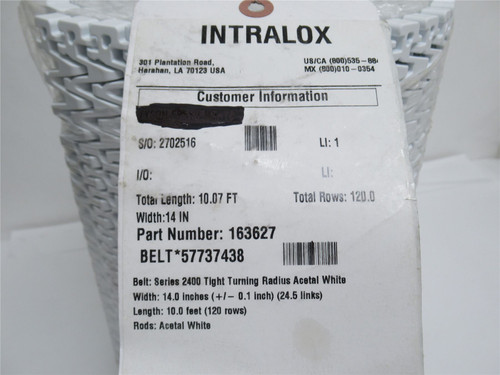 INTRALOX
301 Plantation Road, US/CA (800)535-88
Harahan, LA 70123 USA MX (800)010-0354
Customer Information
S/O: 2702516 LI: 1
I/O: LI:
Total Length: 10.07 FT Total Rows: 120.0
Width:14 IN
Part Number: 163627
BELT*57737438
Belt: Series 2400 Tight Turning Radius Acetal White
Width: 14.0 inches (+/- 0.1 inch) (24.5 links)
Length: 10.0 feet (120 rows)
Rods: Acetal White